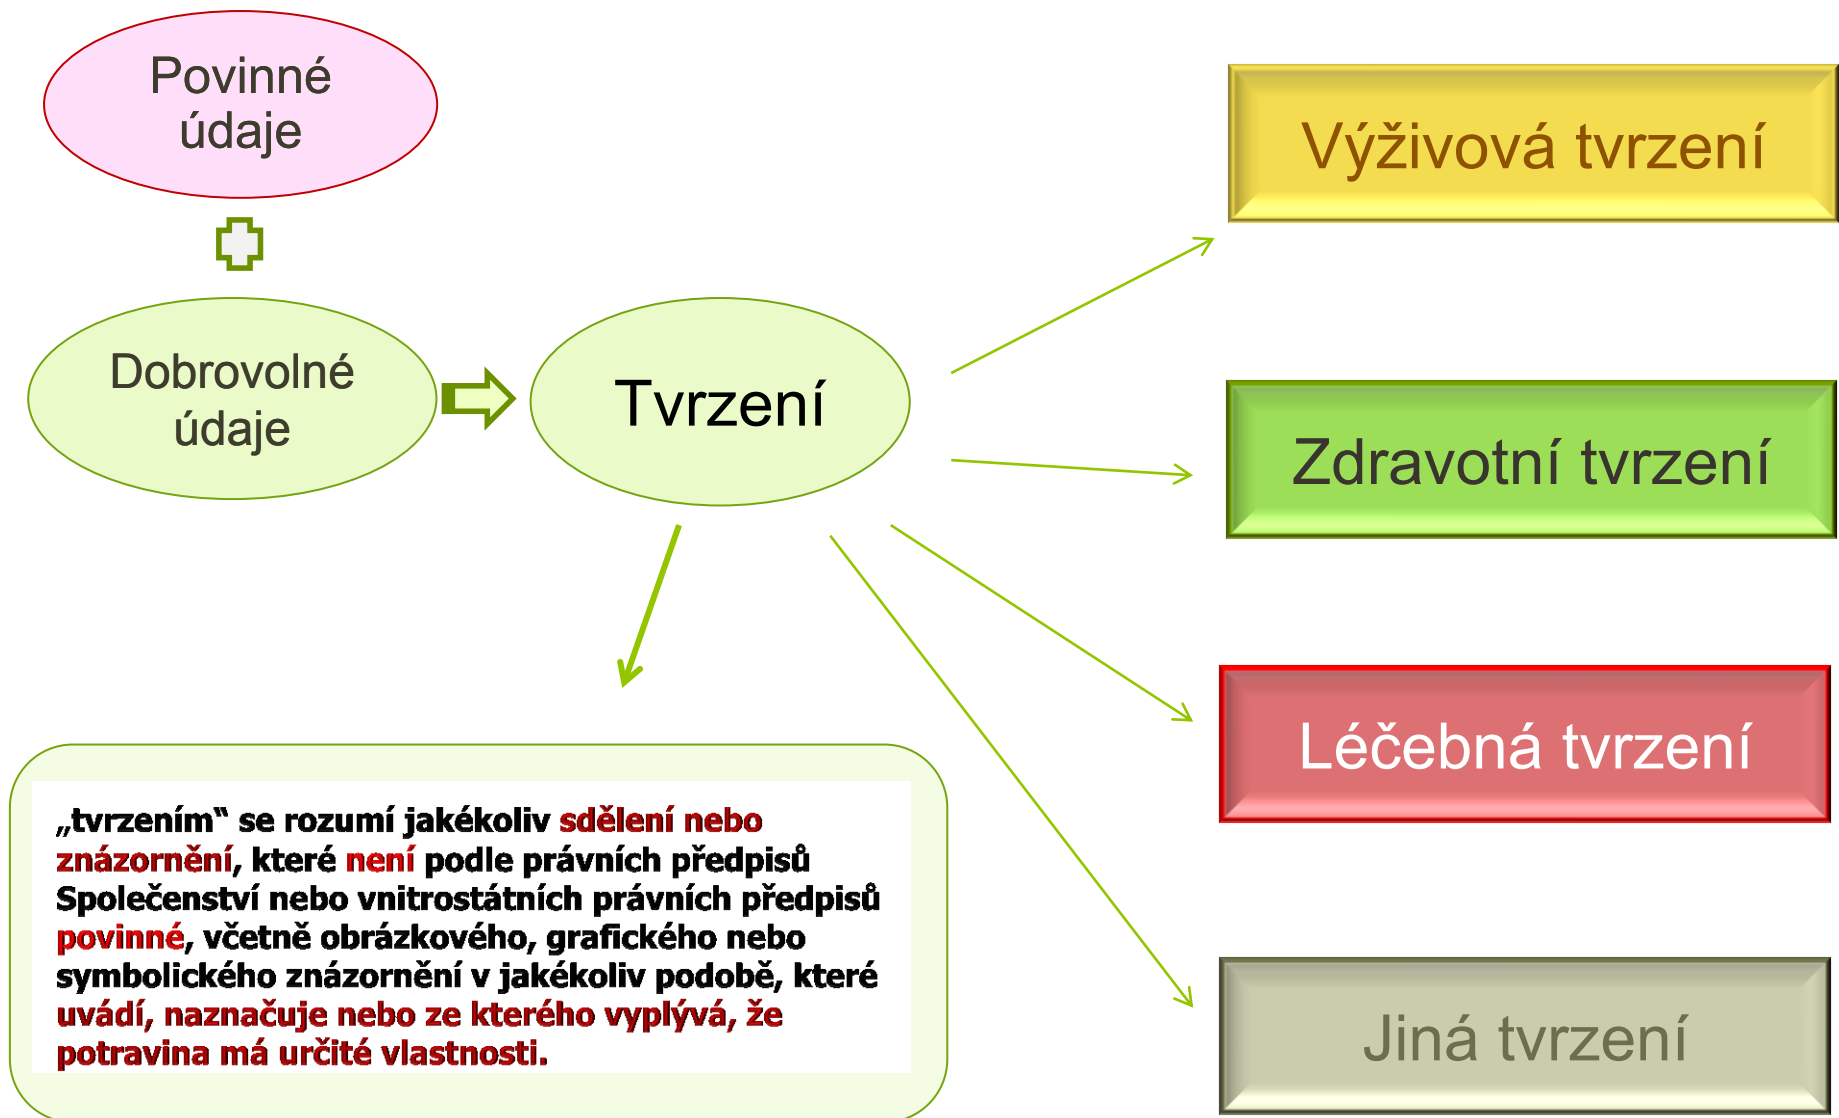 Povinné
údaje
Dobrovolné
údaje
Tvrzení
„tvrzením“ se rozumí jakékoliv sdělení nebo
znázornění, které není podle právních předpisů
Společenství nebo vnitrostátních právních předpisů
povinné, včetně obrázkového, grafického nebo
symbolického znázornění v jakékoliv podobě, které
uvádí, naznačuje nebo ze kterého vyplývá, že
potravina má určité vlastnosti.
Výživová tvrzení
Zdravotní tvrzení
Léčebná tvrzení
Jiná tvrzení